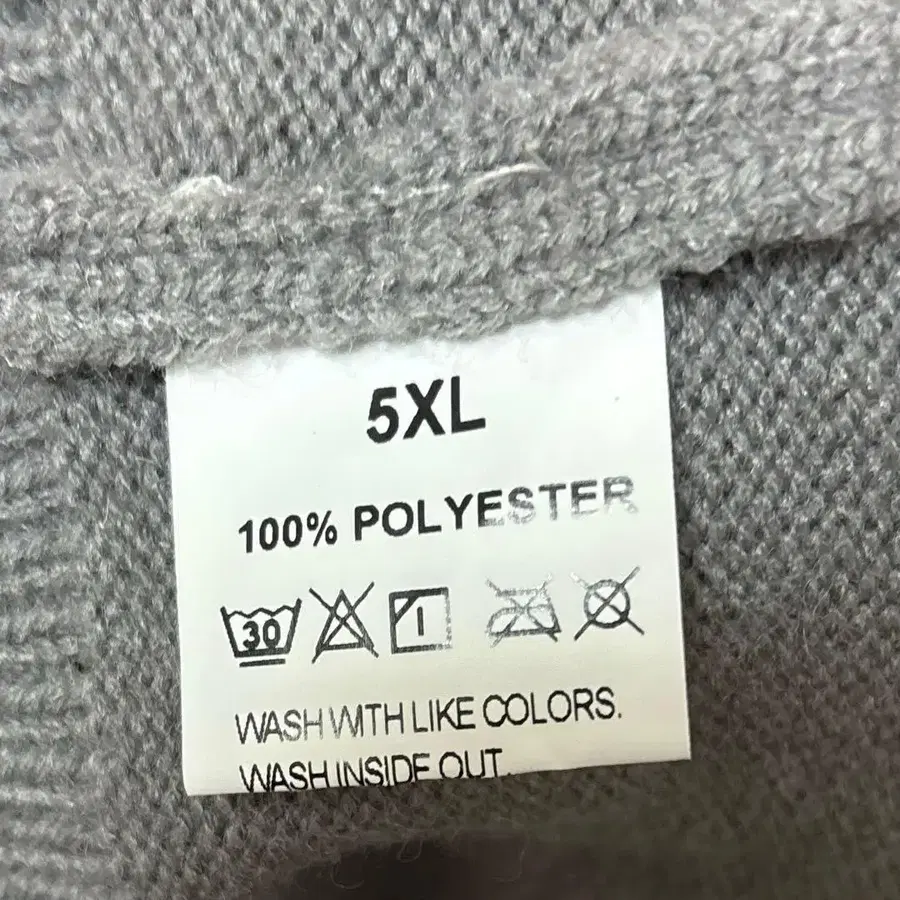 5XL
100% POLYESTER
30
WASH WITH LIKE COLORS.
WASH INSIDE OUT.